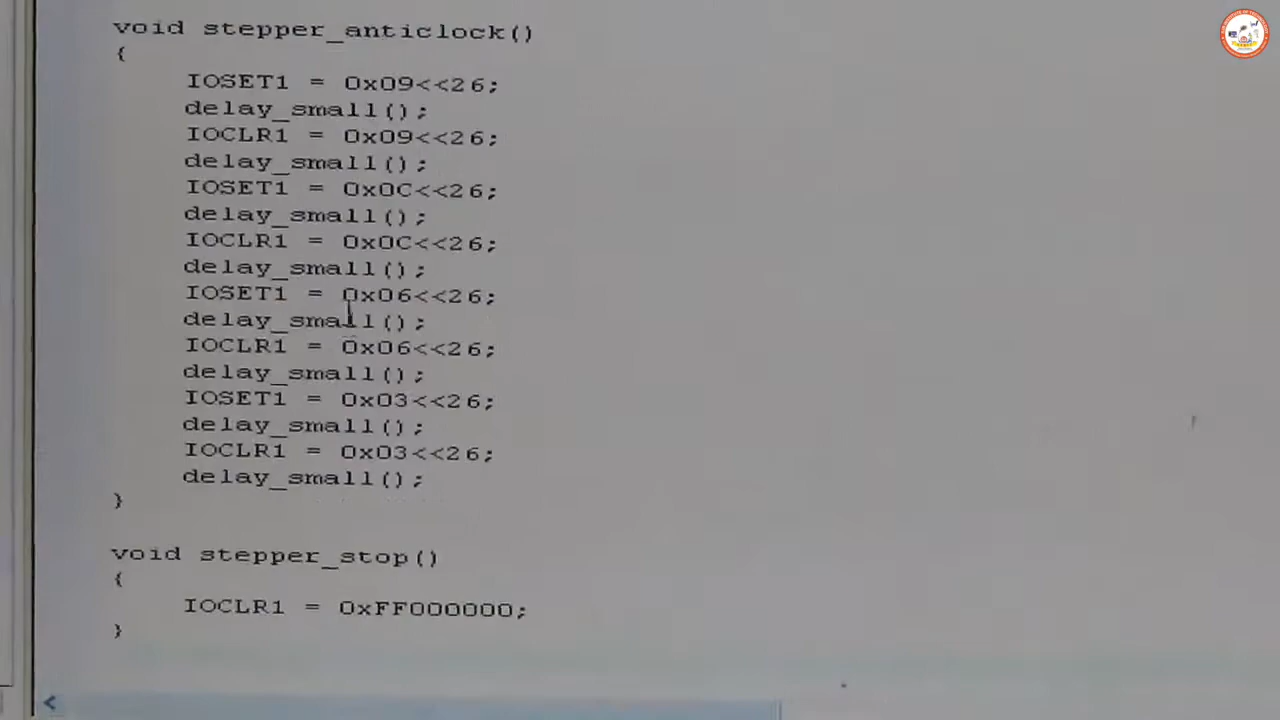 void stepper_anticlock()
{
IOSET1 = 0x09<<26;
delay_small();
IOCLR1 = 0x09<<26;
delay_small();
IOSET1 = 0x0C<<26;
delay_small();
IOCLR1 = 0x0C<<26;
delay_small();
IOSET1 = 0x06<<26;
delay_small();
IOCLR1 = 0x06<<26;
delay_small();
IOSET1 = 0x03<<26;
delay_small();
IOCLR1 = 0x03<<26;
delay_small();
}
void stepper_stop()
{
IOCLR1 = 0xFF000000;
}